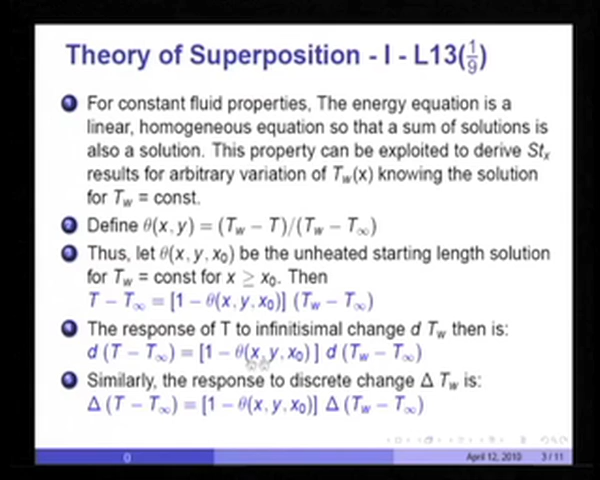 Theory of Superposition - I - L13(1/9)
1 For constant fluid properties, The energy equation is a
linear, homogeneous equation so that a sum of solutions is
also a solution. This property can be exploited to derive St_x
results for arbitrary variation of T_w(x) knowing the solution
for T_w = const.
2 Define θ(x, y) = (T_w − T)/(T_w − T_∞)
3 Thus, let θ(x, y, x_0) be the unheated starting length solution
for T_w = const for x ≥ x_0. Then
T − T_∞ = [1 − θ(x, y, x_0)] (T_w − T_∞)
4 The response of T to infinitisimal change d T_w then is:
d (T − T_∞) = [1 − θ(x, y, x_0)] d (T_w − T_∞)
5 Similarly, the response to discrete change Δ T_w is:
Δ (T − T_∞) = [1 − θ(x, y, x_0)] Δ (T_w − T_∞)
0 April 12, 2010 3 / 11